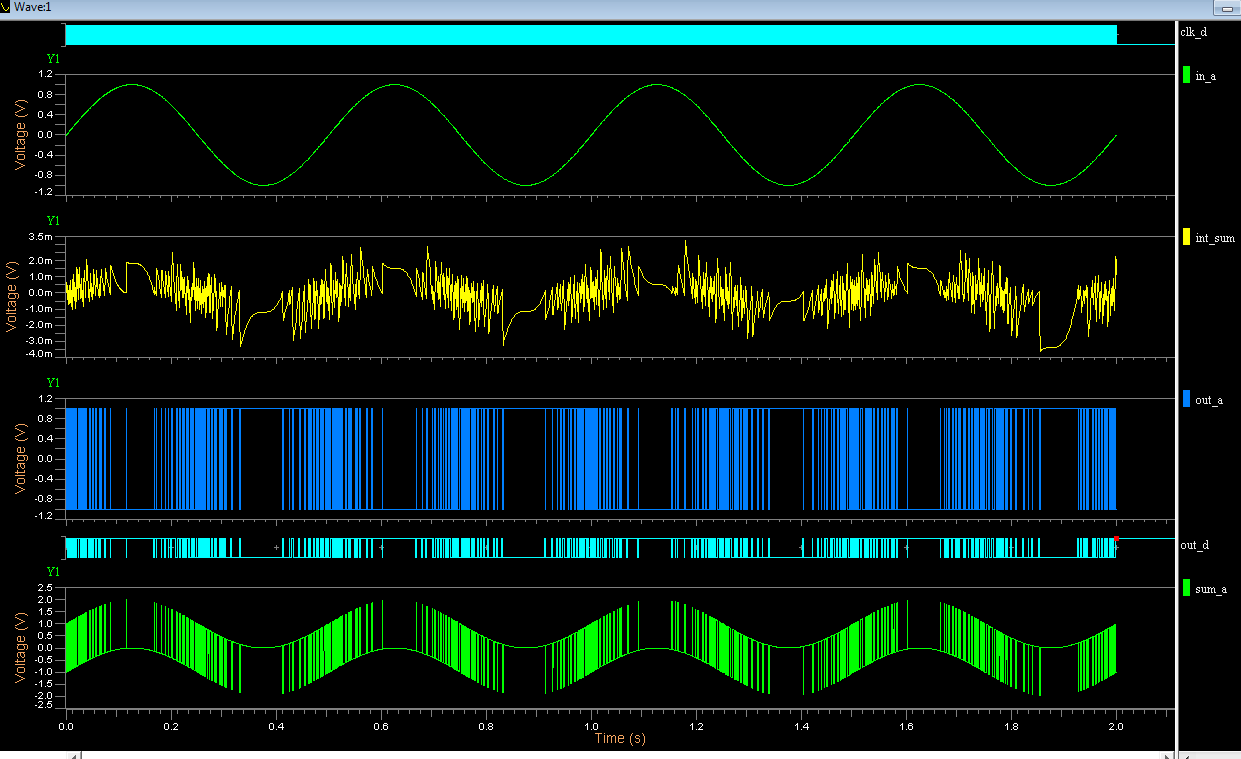 Wave:1
clk_d
Y1
in_a
Voltage (V)
1.2
0.8
0.4
0.0
-0.4
-0.8
-1.2
Y1
int_sum
Voltage (V)
3.5m
2.0m
1.0m
0.0m
-1.0m
-2.0m
-3.0m
-4.0m
Y1
out_a
Voltage (V)
1.2
0.8
0.4
0.0
-0.4
-0.8
-1.2
out_d
Y1
sum_a
Voltage (V)
2.5
2.0
1.5
1.0
0.5
0.0
-0.5
-1.0
-1.5
-2.0
-2.5
0.0 0.2 0.4 0.6 0.8 1.0 1.2 1.4 1.6 1.8 2.0
Time (s)